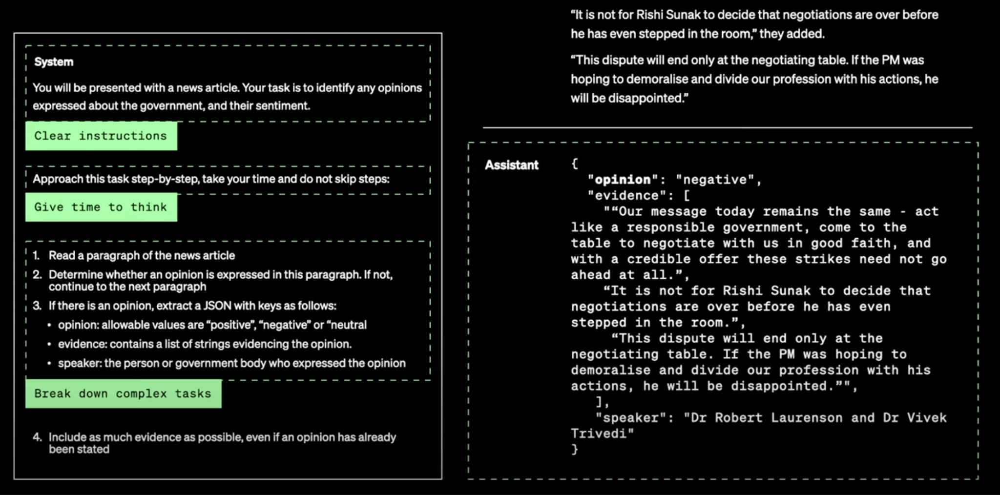 System
You will be presented with a news article. Your task is to identify any opinions
expressed about the government, and their sentiment.
Clear instructions
Approach this task step-by-step, take your time and do not skip steps:
Give time to think
1. Read a paragraph of the news article
2. Determine whether an opinion is expressed in this paragraph. If not,
continue to the next paragraph
3. If there is an opinion, extract a JSON with keys as follows:
• opinion: allowable values are “positive”, “negative” or “neutral
• evidence: contains a list of strings evidencing the opinion.
• speaker: the person or government body who expressed the opinion
Break down complex tasks
4. Include as much evidence as possible, even if an opinion has already
been stated
“It is not for Rishi Sunak to decide that negotiations are over before
he has even stepped in the room,” they added.
“This dispute will end only at the negotiating table. If the PM was
hoping to demoralise and divide our profession with his actions, he
will be disappointed.”
Assistant
{
"opinion": "negative",
"evidence": [
"“Our message today remains the same - act
like a responsible government, come to the
table to negotiate with us in good faith, and
with a credible offer these strikes need not go
ahead at all.”,
“It is not for Rishi Sunak to decide that
negotiations are over before he has even
stepped in the room.”,
“This dispute will end only at the
negotiating table. If the PM was hoping to
demoralise and divide our profession with his
actions, he will be disappointed.”",
],
"speaker": "Dr Robert Laurenson and Dr Vivek
Trivedi"
}